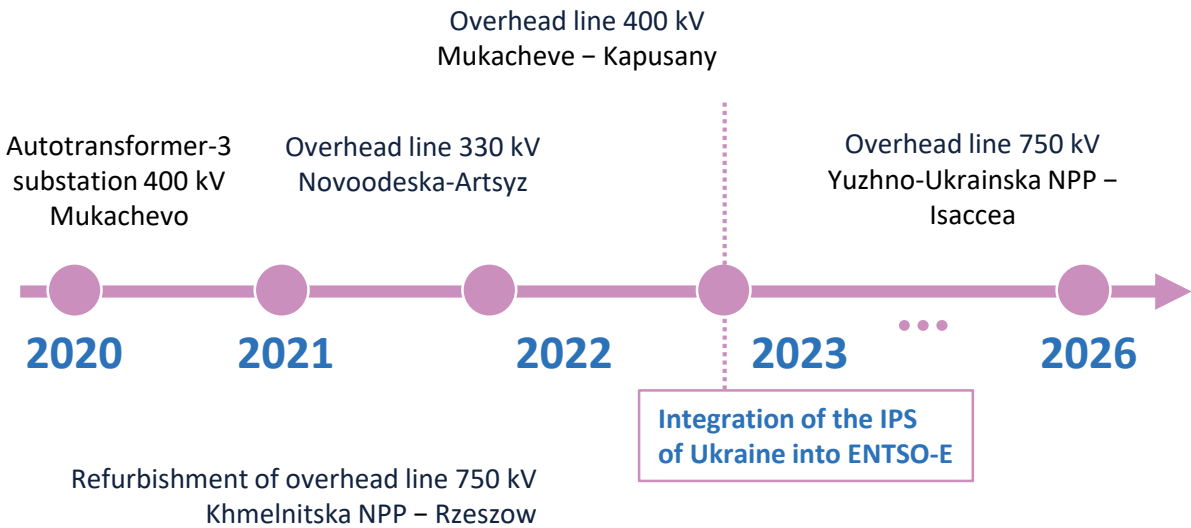 Overhead line 400 kV
Mukacheve – Kapusany
Autotransformer-3
substation 400 kV
Mukachevo
Overhead line 330 kV
Novoodeska-Artsyz
Overhead line 750 kV
Yuzhno-Ukrainska NPP –
Isaccea
2020
2021
2022
2023
2026
Integration of the IPS
of Ukraine into ENTSO-E
Refurbishment of overhead line 750 kV
Khmelnitska NPP – Rzeszow